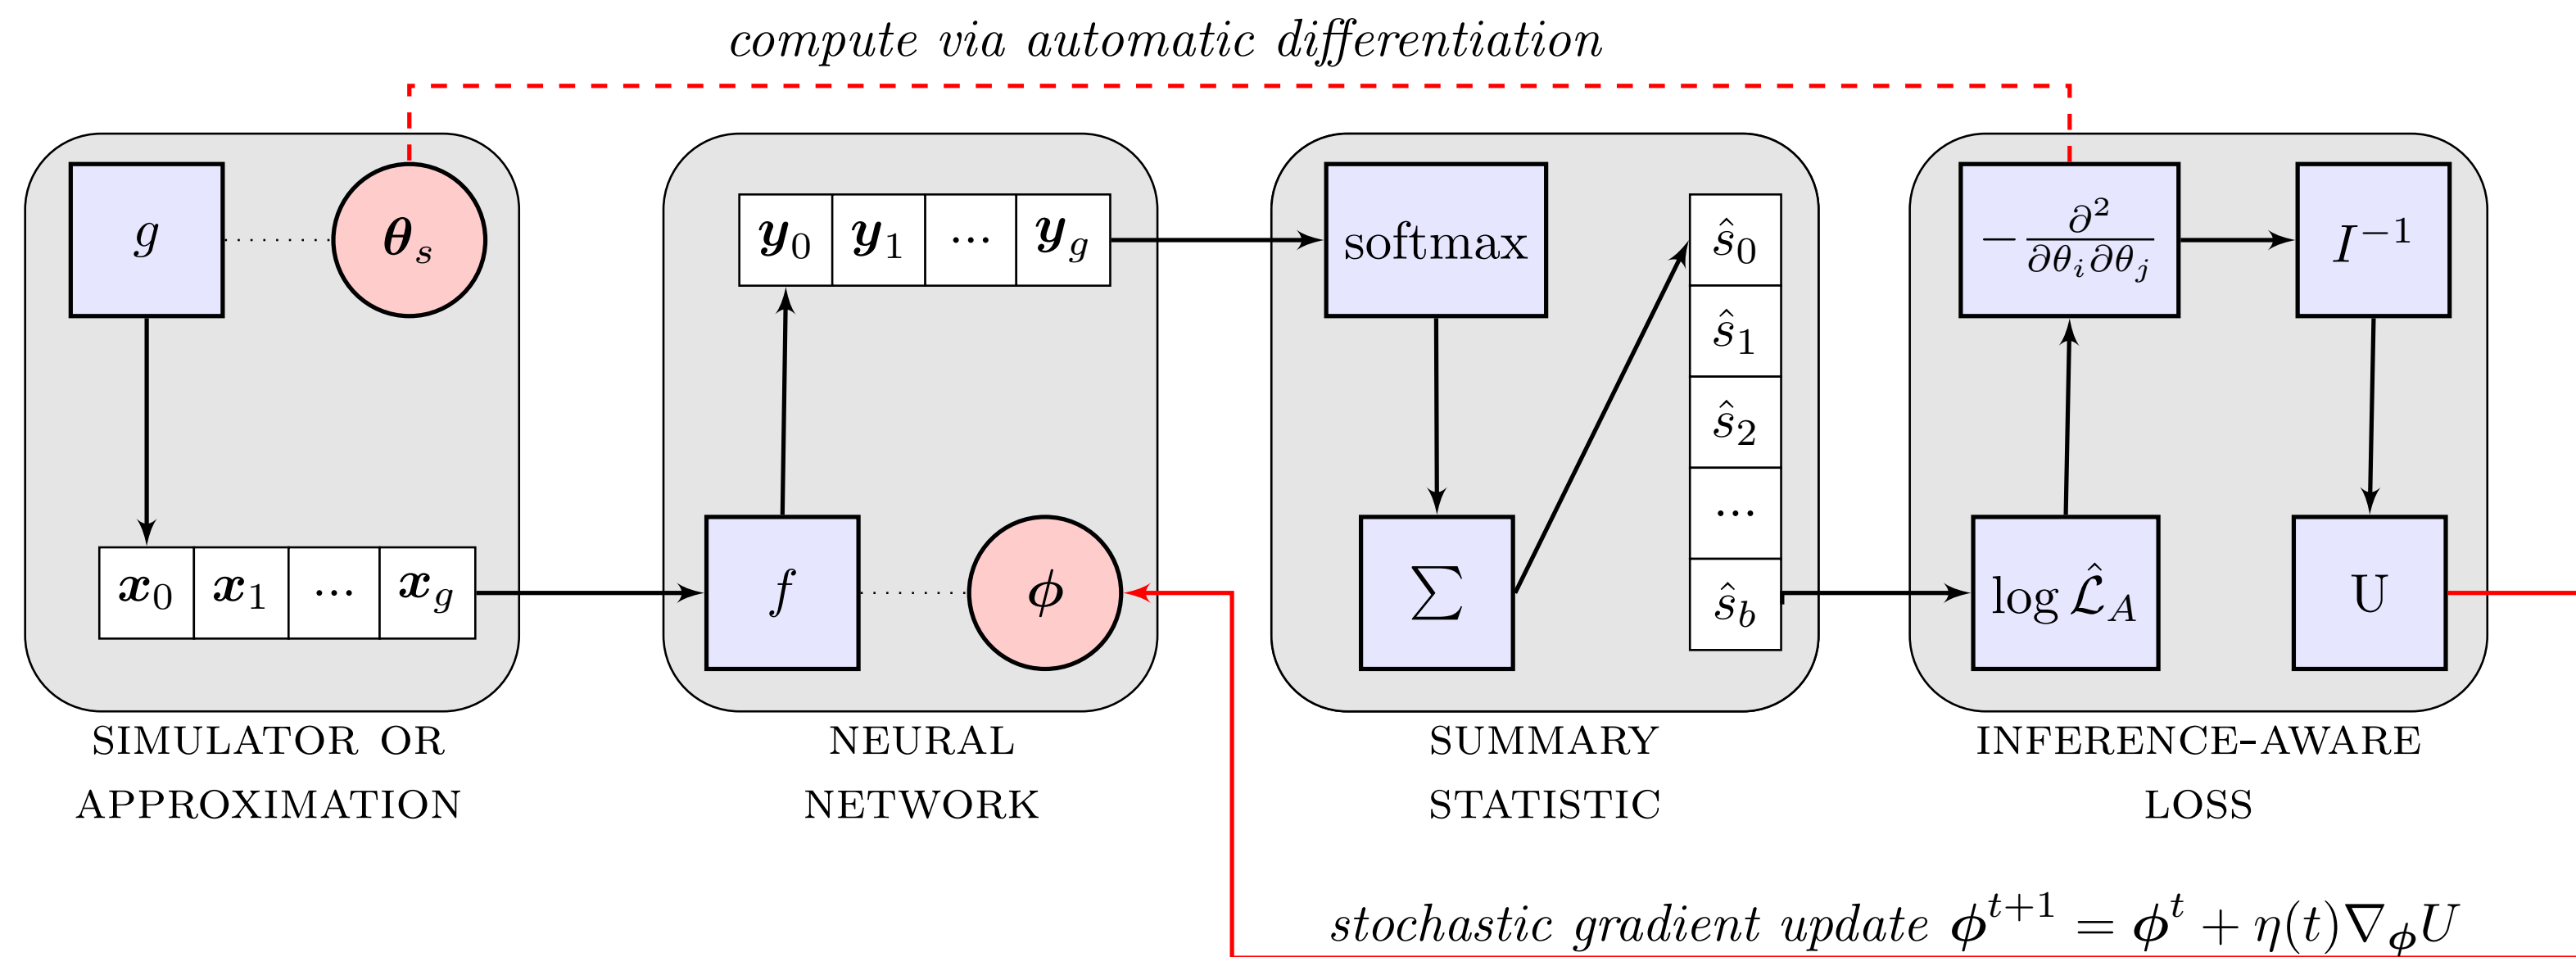 compute via automatic differentiation
g
θ_s
x_0 x_1 ... x_g
SIMULATOR OR
APPROXIMATION
y_0 y_1 ... y_g
f
ϕ
NEURAL
NETWORK
softmax
∑
ŝ_0
ŝ_1
ŝ_2
...
ŝ_b
SUMMARY
STATISTIC
−∂²/∂θ_i∂θ_j
I⁻¹
log ℒ̂_A
U
INFERENCE-AWARE
LOSS
stochastic gradient update ϕ^{t+1} = ϕ^t + η(t)∇_ϕ U